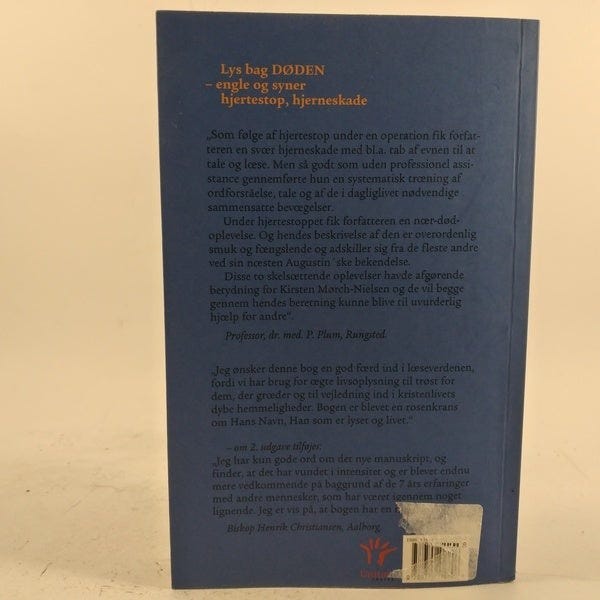 Lys bag DØDEN
– engle og syner
hjertestop, hjerneskade
„Som følge af hjertestop under en operation fik forfat-
teren en svær hjerneskade med bl.a. tab af evnen til at
tale og læse. Men så godt som uden professionel assi-
stance gennemførte hun en systematisk træning af
ordforståelse, tale og af de i dagliglivet nødvendige
sammensatte bevægelser.
Under hjertestoppet fik forfatteren en nær-død-
oplevelse. Og hendes beskrivelse af den er overordenlig
smuk og fængslende og adskiller sig fra de fleste andre
ved sin næsten Augustin´ske bekendelse.
Disse to skelsættende oplevelser havde afgørende
betydning for Kirsten Mørch-Nielsen og de vil begge
gennem hendes beretning kunne blive til uvurderlig
hjælp for andre“.
Professor, dr. med. P. Plum, Rungsted.
„Jeg ønsker denne bog en god færd ind i læseverdenen,
fordi vi har brug for ægte livsoplysning til trøst for
dem, der græder og til vejledning ind i kristenlivets
dybe hemmeligheder. Bogen er blevet en rosenkrans
om Hans Navn, Han som er lyset og livet.“
– om 2. udgave tilføjes:
„Jeg har kun gode ord om det nye manuskript, og
finder, at det har vundet i intensitet og er blevet endnu
mere vedkommende på baggrund af de 7 års erfaringer
med andre mennesker, som har været igennem noget
lignende. Jeg er vis på, at bogen har en
Biskop Henrik Christiansen, Aalborg.